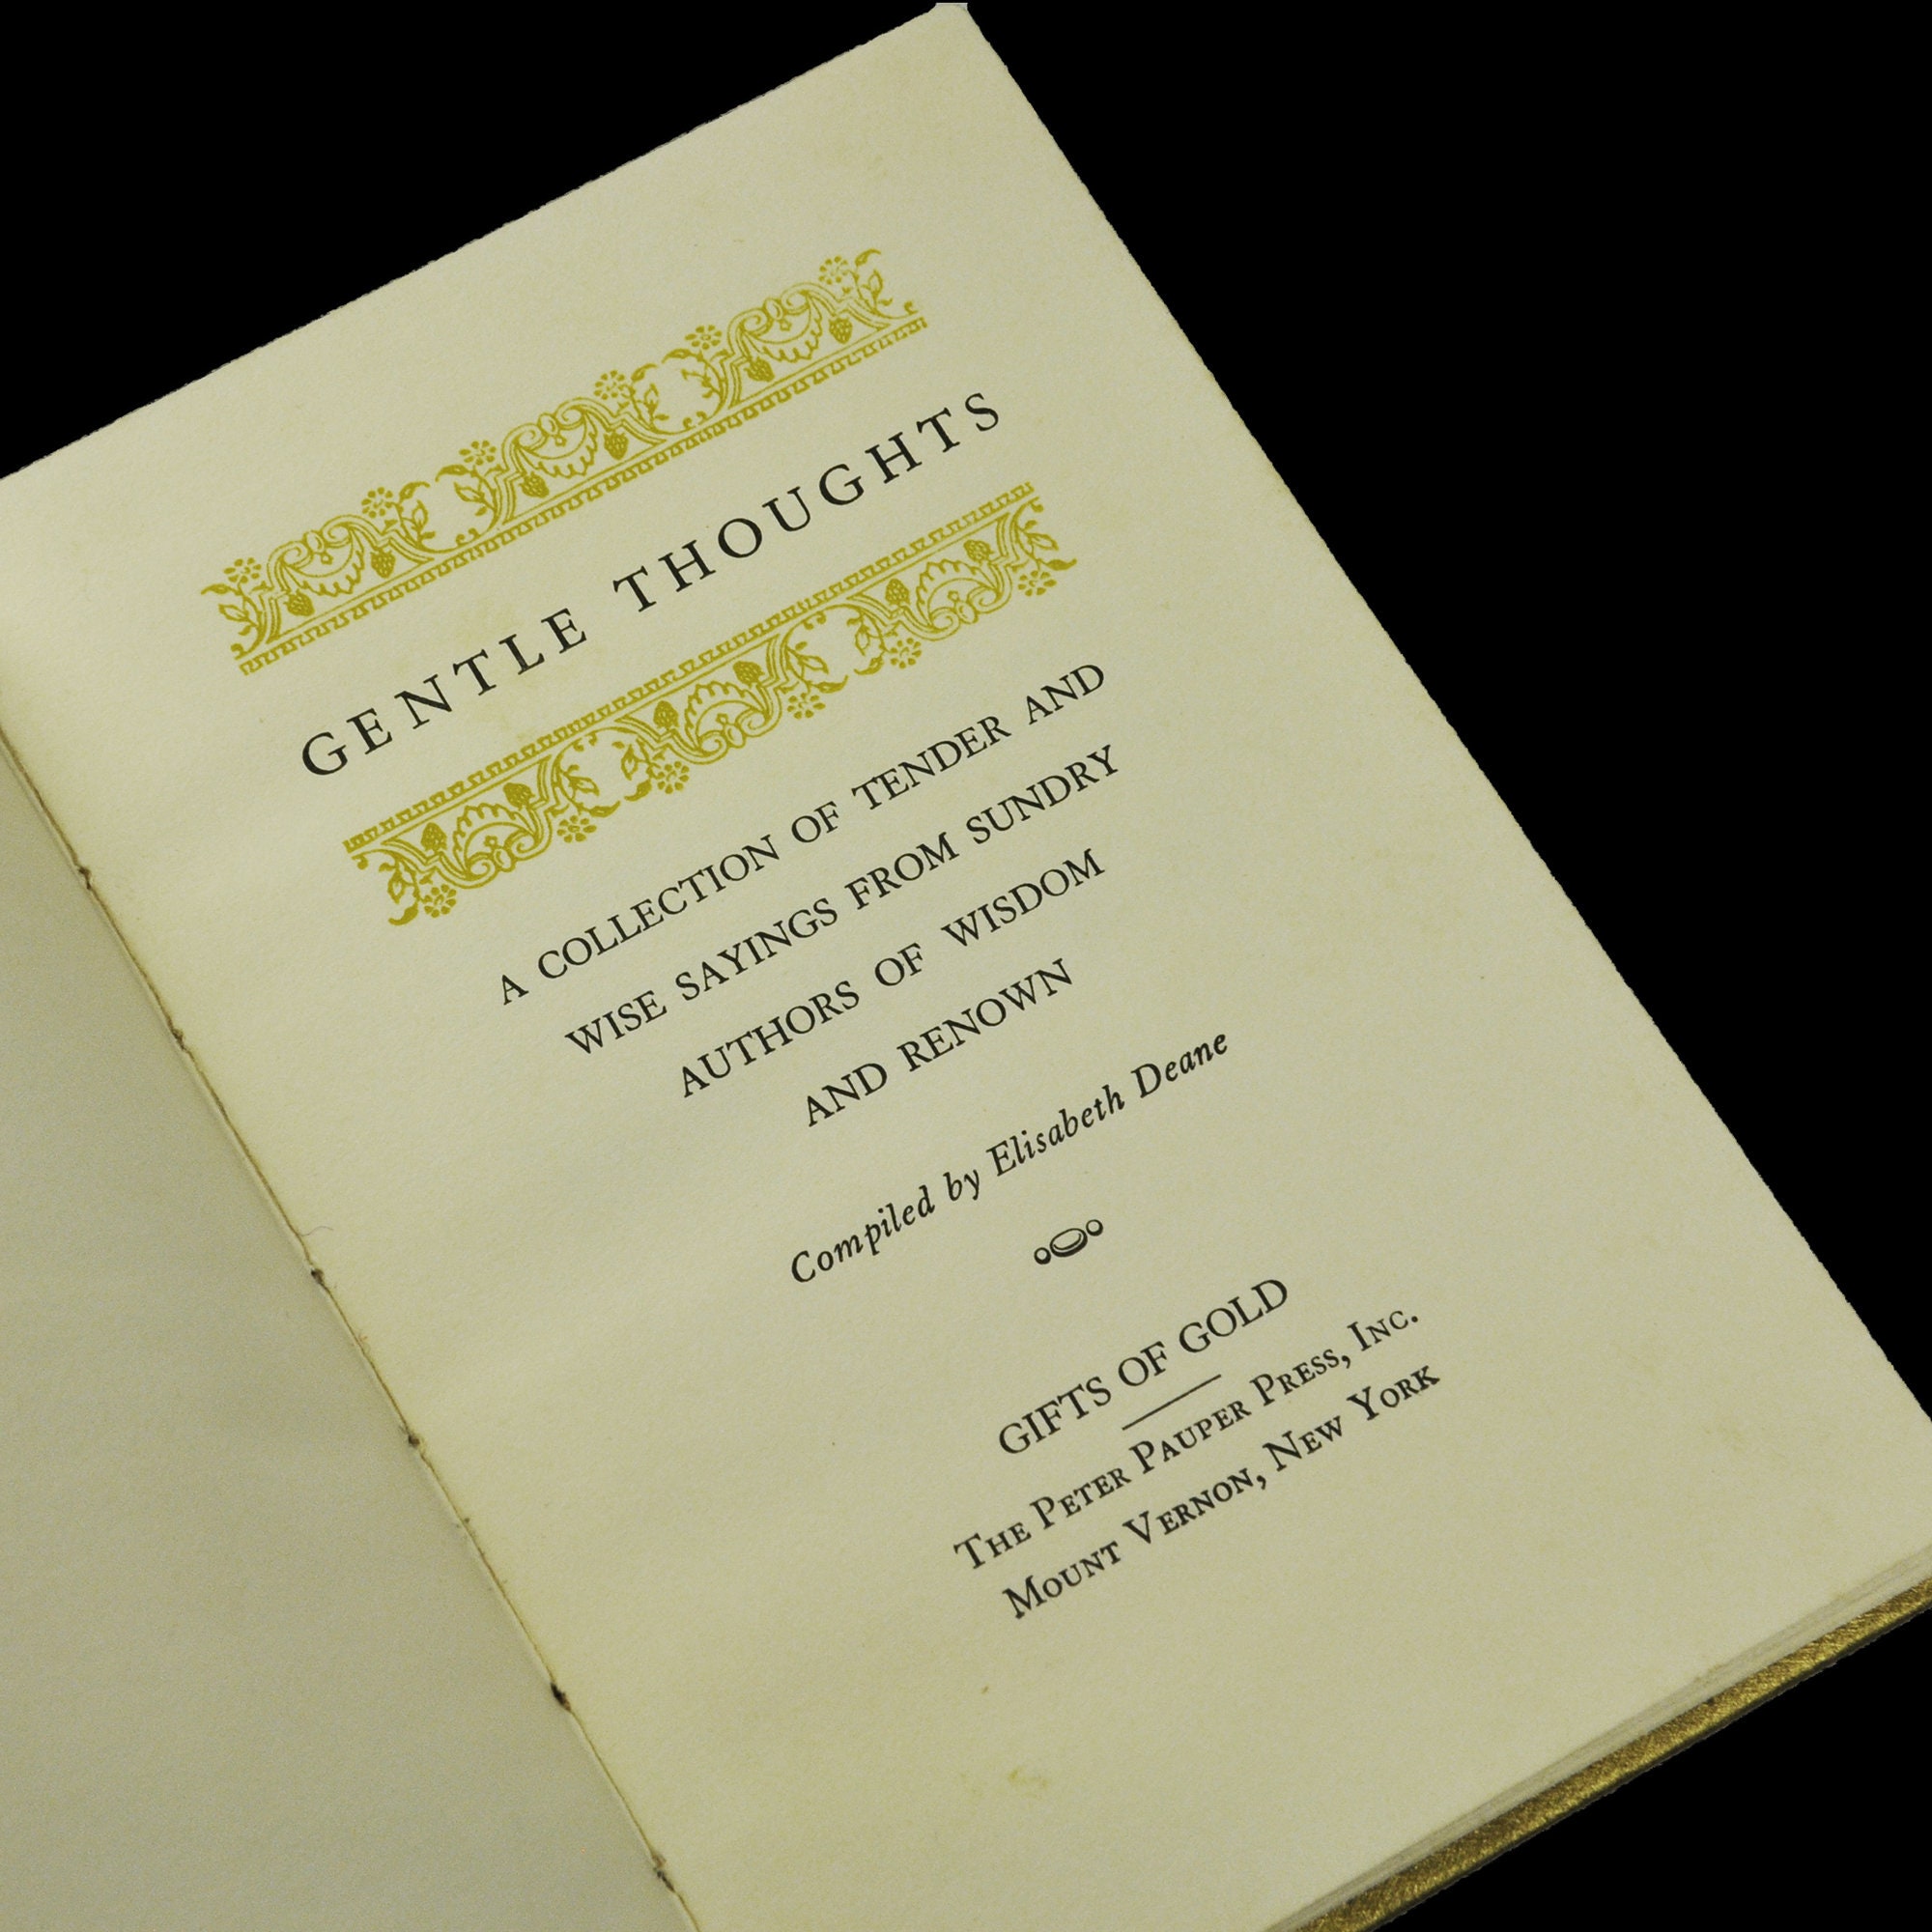 GENTLE THOUGHTS
A COLLECTION OF TENDER AND
WISE SAYINGS FROM SUNDRY
AUTHORS OF WISDOM
AND RENOWN
Compiled by Elisabeth Deane
GIFTS OF GOLD
The Peter Pauper Press, Inc.
Mount Vernon, New York